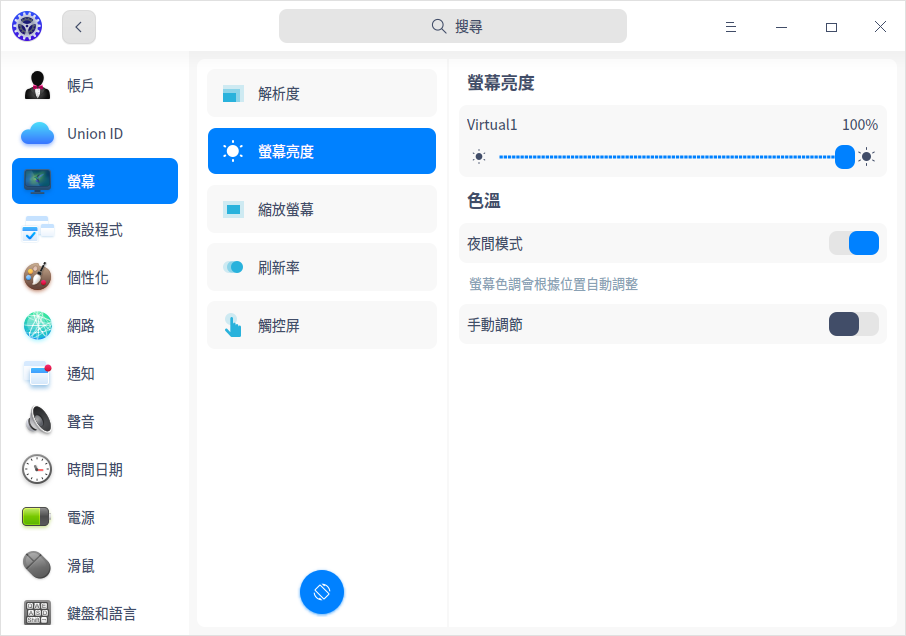 搜尋
帳戶
Union ID
螢幕
預設程式
個性化
網路
通知
聲音
時間日期
電源
滑鼠
鍵盤和語言
解析度
螢幕亮度
縮放螢幕
刷新率
觸控屏
螢幕亮度
Virtual1 100%
色溫
夜間模式
螢幕色調會根據位置自動調整
手動調節